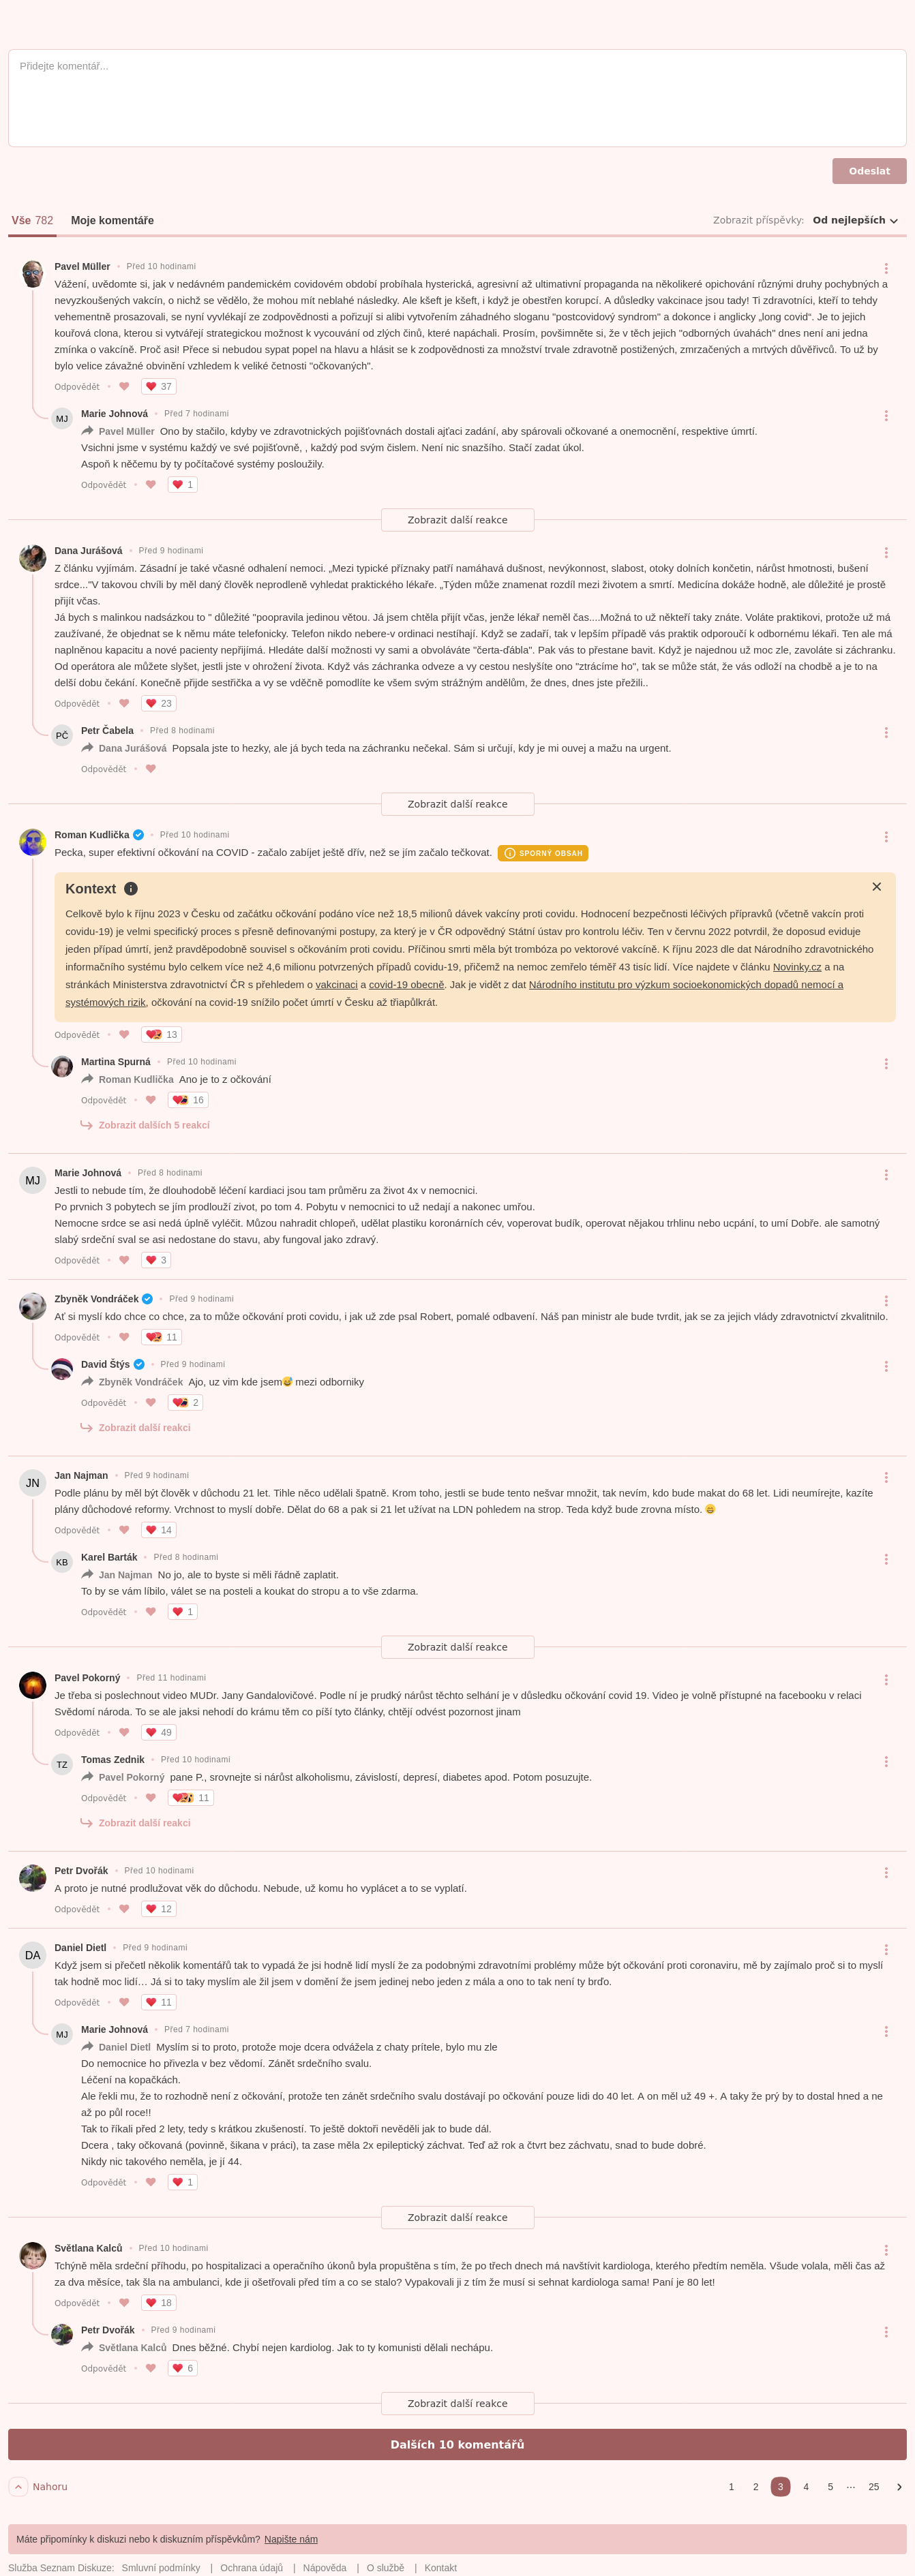 Přidejte komentář...
Odeslat
Vše 782 Moje komentáře Zobrazit příspěvky: Od nejlepších
Pavel Müller • Před 10 hodinami
Vážení, uvědomte si, jak v nedávném pandemickém covidovém období probíhala hysterická, agresivní až ultimativní propaganda na několikeré opichování různými druhy pochybných a
nevyzkoušených vakcín, o nichž se vědělo, že mohou mít neblahé následky. Ale kšeft je kšeft, i když je obestřen korupcí. A důsledky vakcinace jsou tady! Ti zdravotníci, kteří to tehdy
vehementně prosazovali, se nyní vyvlékají ze zodpovědnosti a pořizují si alibi vytvořením záhadného sloganu "postcovidový syndrom" a dokonce i anglicky „long covid“. Je to jejich
kouřová clona, kterou si vytvářejí strategickou možnost k vycouvání od zlých činů, které napáchali. Prosím, povšimněte si, že v těch jejich "odborných úvahách" dnes není ani jedna
zmínka o vakcíně. Proč asi! Přece si nebudou sypat popel na hlavu a hlásit se k zodpovědnosti za množství trvale zdravotně postižených, zmrzačených a mrtvých důvěřivců. To už by
bylo velice závažné obvinění vzhledem k veliké četnosti "očkovaných".
Odpovědět • 37
MJ Marie Johnová • Před 7 hodinami
Pavel Müller Ono by stačilo, kdyby ve zdravotnických pojišťovnách dostali ajťaci zadání, aby spárovali očkované a onemocnění, respektive úmrtí.
Vsichni jsme v systému každý ve své pojišťovně, , každý pod svým čislem. Není nic snazšího. Stačí zadat úkol.
Aspoň k něčemu by ty počítačové systémy posloužily.
Odpovědět • 1
Zobrazit další reakce
Dana Jurášová • Před 9 hodinami
Z článku vyjímám. Zásadní je také včasné odhalení nemoci. „Mezi typické příznaky patří namáhavá dušnost, nevýkonnost, slabost, otoky dolních končetin, nárůst hmotnosti, bušení
srdce..."V takovou chvíli by měl daný člověk neprodleně vyhledat praktického lékaře. „Týden může znamenat rozdíl mezi životem a smrtí. Medicína dokáže hodně, ale důležité je prostě
přijít včas.
Já bych s malinkou nadsázkou to " důležité "poopravila jedinou větou. Já jsem chtěla přijít včas, jenže lékař neměl čas....Možná to už někteří taky znáte. Voláte praktikovi, protože už má
zaužívané, že objednat se k němu máte telefonicky. Telefon nikdo nebere-v ordinaci nestíhají. Když se zadaří, tak v lepším případě vás praktik odporoučí k odbornému lékaři. Ten ale má
naplněnou kapacitu a nové pacienty nepřijímá. Hledáte další možnosti vy sami a obvoláváte "čerta-ďábla". Pak vás to přestane bavit. Když je najednou už moc zle, zavoláte si záchranku.
Od operátora ale můžete slyšet, jestli jste v ohrožení života. Když vás záchranka odveze a vy cestou neslyšíte ono "ztrácíme ho", tak se může stát, že vás odloží na chodbě a je to na
delší dobu čekání. Konečně přijde sestřička a vy se vděčně pomodlíte ke všem svým strážným andělům, že dnes, dnes jste přežili..
Odpovědět • 23
PČ Petr Čabela • Před 8 hodinami
Dana Jurášová Popsala jste to hezky, ale já bych teda na záchranku nečekal. Sám si určují, kdy je mi ouvej a mažu na urgent.
Odpovědět •
Zobrazit další reakce
Roman Kudlička • Před 10 hodinami
Pecka, super efektivní očkování na COVID - začalo zabíjet ještě dřív, než se jím začalo tečkovat. SPORNÝ OBSAH
Kontext
Celkově bylo k říjnu 2023 v Česku od začátku očkování podáno více než 18,5 milionů dávek vakcíny proti covidu. Hodnocení bezpečnosti léčivých přípravků (včetně vakcín proti
covidu-19) je velmi specifický proces s přesně definovanými postupy, za který je v ČR odpovědný Státní ústav pro kontrolu léčiv. Ten v červnu 2022 potvrdil, že doposud eviduje
jeden případ úmrtí, jenž pravděpodobně souvisel s očkováním proti covidu. Příčinou smrti měla být trombóza po vektorové vakcíně. K říjnu 2023 dle dat Národního zdravotnického
informačního systému bylo celkem více než 4,6 milionu potvrzených případů covidu-19, přičemž na nemoc zemřelo téměř 43 tisíc lidí. Více najdete v článku Novinky.cz a na
stránkách Ministerstva zdravotnictví ČR s přehledem o vakcinaci a covid-19 obecně. Jak je vidět z dat Národního institutu pro výzkum socioekonomických dopadů nemocí a
systémových rizik, očkování na covid-19 snížilo počet úmrtí v Česku až třiapůlkrát.
Odpovědět • 13
Martina Spurná • Před 10 hodinami
Roman Kudlička Ano je to z očkování
Odpovědět • 16
Zobrazit dalších 5 reakcí
MJ Marie Johnová • Před 8 hodinami
Jestli to nebude tím, že dlouhodobě léčení kardiaci jsou tam průměru za život 4x v nemocnici.
Po prvnich 3 pobytech se jím prodlouží zivot, po tom 4. Pobytu v nemocnici to už nedají a nakonec umřou.
Nemocne srdce se asi nedá úplně vyléčit. Můzou nahradit chlopeň, udělat plastiku koronárních cév, voperovat budík, operovat nějakou trhlinu nebo ucpání, to umí Dobře. ale samotný
slabý srdeční sval se asi nedostane do stavu, aby fungoval jako zdravý.
Odpovědět • 3
Zbyněk Vondráček • Před 9 hodinami
Ať si myslí kdo chce co chce, za to může očkování proti covidu, i jak už zde psal Robert, pomalé odbavení. Náš pan ministr ale bude tvrdit, jak se za jejich vlády zdravotnictví zkvalitnilo.
Odpovědět • 11
David Štýs • Před 9 hodinami
Zbyněk Vondráček Ajo, uz vim kde jsem😅 mezi odborniky
Odpovědět • 2
Zobrazit další reakci
JN Jan Najman • Před 9 hodinami
Podle plánu by měl být člověk v důchodu 21 let. Tihle něco udělali špatně. Krom toho, jestli se bude tento nešvar množit, tak nevím, kdo bude makat do 68 let. Lidi neumírejte, kazíte
plány důchodové reformy. Vrchnost to myslí dobře. Dělat do 68 a pak si 21 let užívat na LDN pohledem na strop. Teda když bude zrovna místo. 😄
Odpovědět • 14
KB Karel Barták • Před 8 hodinami
Jan Najman No jo, ale to byste si měli řádně zaplatit.
To by se vám líbilo, válet se na posteli a koukat do stropu a to vše zdarma.
Odpovědět • 1
Zobrazit další reakce
Pavel Pokorný • Před 11 hodinami
Je třeba si poslechnout video MUDr. Jany Gandalovičové. Podle ní je prudký nárůst těchto selhání je v důsledku očkování covid 19. Video je volně přístupné na facebooku v relaci
Svědomí národa. To se ale jaksi nehodí do krámu těm co píší tyto články, chtějí odvést pozornost jinam
Odpovědět • 49
TZ Tomas Zednik • Před 10 hodinami
Pavel Pokorný pane P., srovnejte si nárůst alkoholismu, závislostí, depresí, diabetes apod. Potom posuzujte.
Odpovědět • 11
Zobrazit další reakci
Petr Dvořák • Před 10 hodinami
A proto je nutné prodlužovat věk do důchodu. Nebude, už komu ho vyplácet a to se vyplatí.
Odpovědět • 12
DA Daniel Dietl • Před 9 hodinami
Když jsem si přečetl několik komentářů tak to vypadá že jsi hodně lidí myslí že za podobnými zdravotními problémy může být očkování proti coronaviru, mě by zajímalo proč si to myslí
tak hodně moc lidí… Já si to taky myslím ale žil jsem v domění že jsem jedinej nebo jeden z mála a ono to tak není ty brďo.
Odpovědět • 11
MJ Marie Johnová • Před 7 hodinami
Daniel Dietl Myslím si to proto, protože moje dcera odvážela z chaty prítele, bylo mu zle
Do nemocnice ho přivezla v bez vědomí. Zánět srdečního svalu.
Léčení na kopačkách.
Ale řekli mu, že to rozhodně není z očkování, protože ten zánět srdečního svalu dostávají po očkování pouze lidi do 40 let. A on měl už 49 +. A taky že prý by to dostal hned a ne
až po půl roce!!
Tak to říkali před 2 lety, tedy s krátkou zkušeností. To ještě doktoři nevěděli jak to bude dál.
Dcera , taky očkovaná (povinně, šikana v práci), ta zase měla 2x epileptický záchvat. Teď až rok a čtvrt bez záchvatu, snad to bude dobré.
Nikdy nic takového neměla, je jí 44.
Odpovědět • 1
Zobrazit další reakce
Světlana Kalců • Před 10 hodinami
Tchýně měla srdeční příhodu, po hospitalizaci a operačního úkonů byla propuštěna s tím, že po třech dnech má navštívit kardiologa, kterého předtím neměla. Všude volala, měli čas až
za dva měsíce, tak šla na ambulanci, kde ji ošetřovali před tím a co se stalo? Vypakovali ji z tím že musí si sehnat kardiologa sama! Paní je 80 let!
Odpovědět • 18
Petr Dvořák • Před 9 hodinami
Světlana Kalců Dnes běžné. Chybí nejen kardiolog. Jak to ty komunisti dělali nechápu.
Odpovědět • 6
Zobrazit další reakce
Dalších 10 komentářů
Nahoru 1 2 3 4 5 ··· 25
Máte připomínky k diskuzi nebo k diskuzním příspěvkům? Napište nám
Služba Seznam Diskuze: Smluvní podmínky | Ochrana údajů | Nápověda | O službě | Kontakt